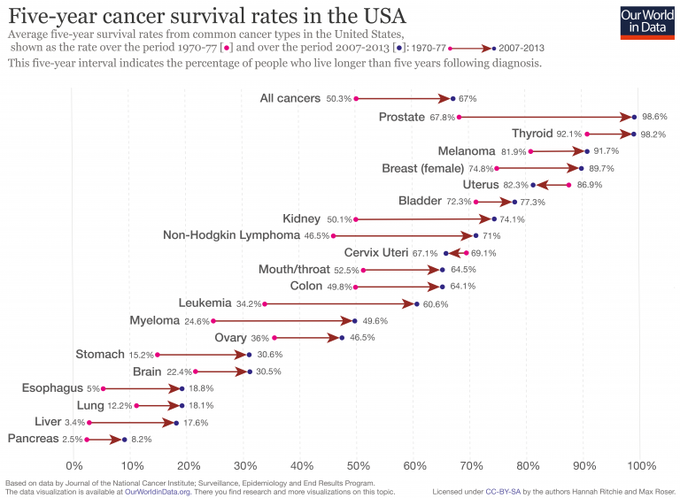 Five-year cancer survival rates in the USA
Our World
in Data
Average five-year survival rates from common cancer types in the United States,
shown as the rate over the period 1970-77 [•] and over the period 2007-2013 [•]: 1970-77 2007-2013
This five-year interval indicates the percentage of people who live longer than five years following diagnosis.
All cancers 50.3% 67%
Prostate 67.8% 98.6%
Thyroid 92.1% 98.2%
Melanoma 81.9% 91.7%
Breast (female) 74.8% 89.7%
Uterus 82.3% 86.9%
Bladder 72.3% 77.3%
Kidney 50.1% 74.1%
Non-Hodgkin Lymphoma 46.5% 71%
Cervix Uteri 67.1% 69.1%
Mouth/throat 52.5% 64.5%
Colon 49.8% 64.1%
Leukemia 34.2% 60.6%
Myeloma 24.6% 49.6%
Ovary 36% 46.5%
Stomach 15.2% 30.6%
Brain 22.4% 30.5%
Esophagus 5% 18.8%
Lung 12.2% 18.1%
Liver 3.4% 17.6%
Pancreas 2.5% 8.2%
0% 10% 20% 30% 40% 50% 60% 70% 80% 90% 100%
Based on data by Journal of the National Cancer Institute; Surveillance, Epidemiology and End Results Program.
The data visualization is available at OurWorldinData.org. There you find research and more visualizations on this topic. Licensed under CC-BY-SA by the authors Hannah Ritchie and Max Roser.